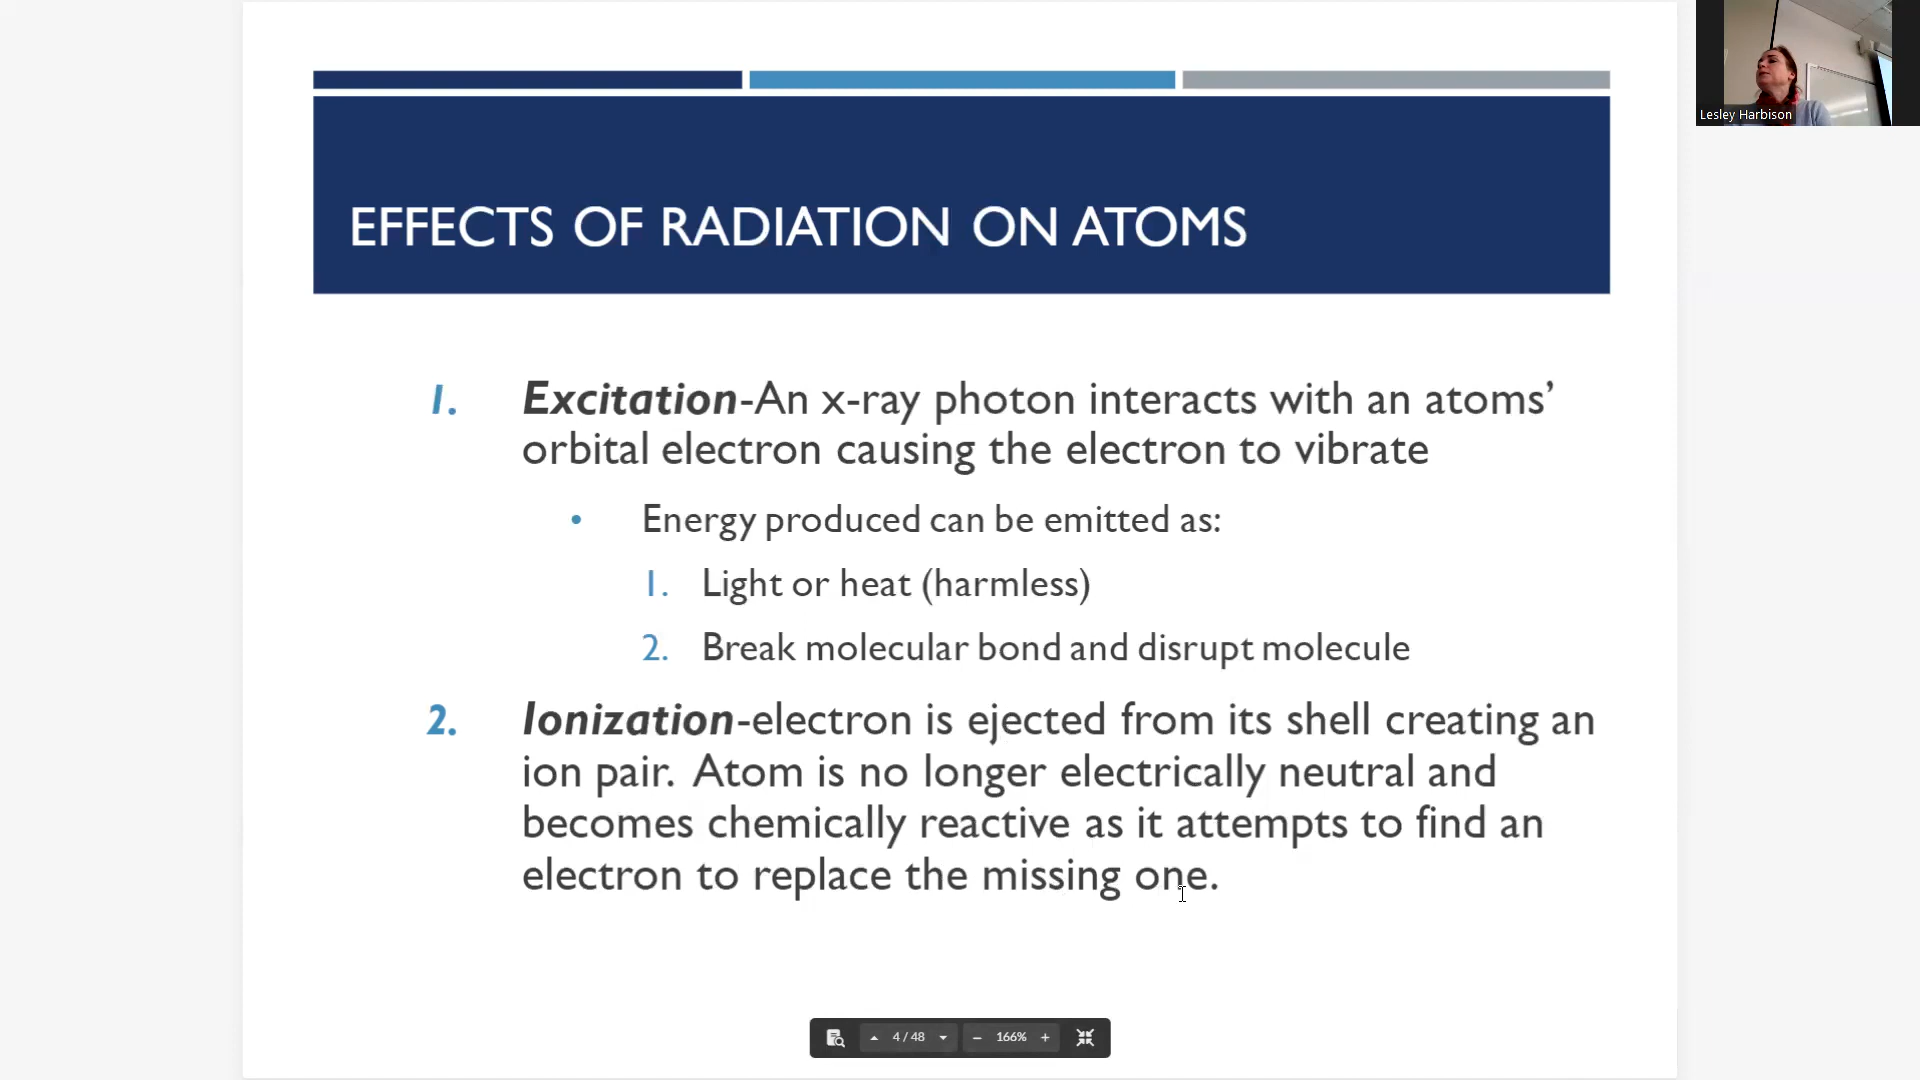 Lesley Harbison
EFFECTS OF RADIATION ON ATOMS
1. Excitation-An x-ray photon interacts with an atoms’
orbital electron causing the electron to vibrate
• Energy produced can be emitted as:
1. Light or heat (harmless)
2. Break molecular bond and disrupt molecule
2. Ionization-electron is ejected from its shell creating an
ion pair. Atom is no longer electrically neutral and
becomes chemically reactive as it attempts to find an
electron to replace the missing one.
4 / 48 − 166% +